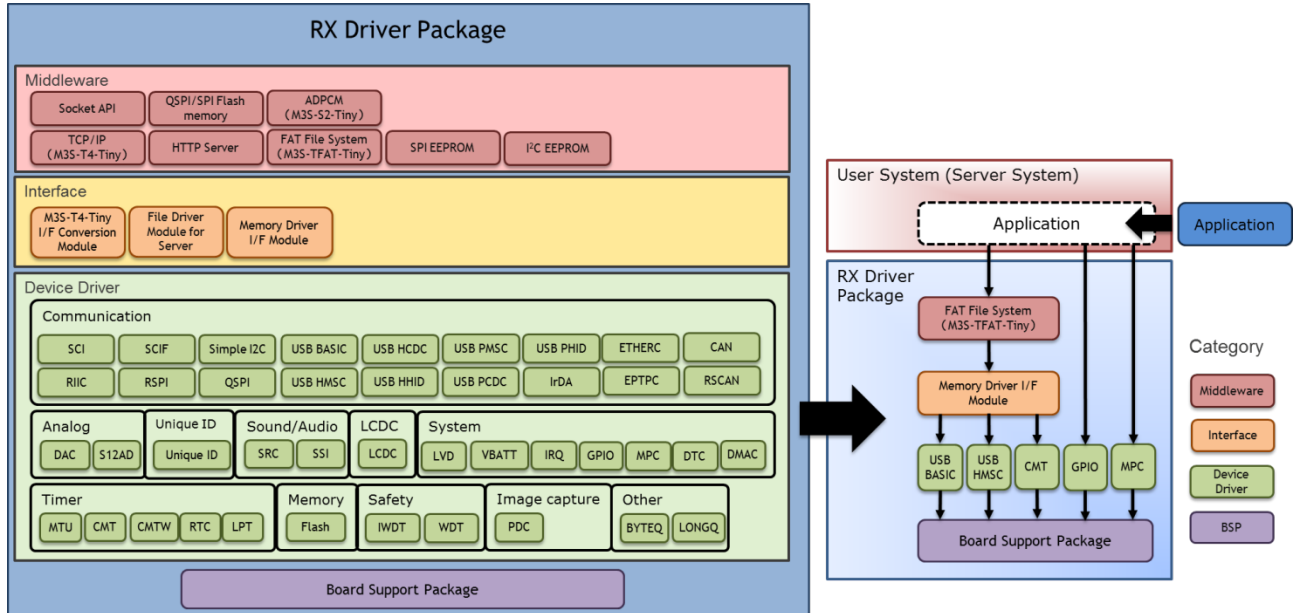 RX Driver Package
Middleware
Socket API
QSPI/SPI Flash
memory
ADPCM
(M3S-S2-Tiny)
TCP/IP
(M3S-T4-Tiny)
HTTP Server
FAT File System
(M3S-TFAT-Tiny)
SPI EEPROM
I²C EEPROM
Interface
M3S-T4-Tiny
I/F Conversion
Module
File Driver
Module for
Server
Memory Driver
I/F Module
Device Driver
Communication
SCI
SCIF
Simple I2C
USB BASIC
USB HCDC
USB PMSC
USB PHID
ETHERC
CAN
RIIC
RSPI
QSPI
USB HMSC
USB HHID
USB PCDC
IrDA
EPTPC
RSCAN
Analog
DAC
S12AD
Unique ID
Unique ID
Sound/Audio
SRC
SSI
LCDC
LCDC
System
LVD
VBATT
IRQ
GPIO
MPC
DTC
DMAC
Timer
MTU
CMT
CMTW
RTC
LPT
Memory
Flash
Safety
IWDT
WDT
Image capture
PDC
Other
BYTEQ
LONGQ
Board Support Package
User System (Server System)
Application
Application
RX Driver
Package
FAT File System
(M3S-TFAT-Tiny)
Memory Driver I/F
Module
USB
BASIC
USB
HMSC
CMT
GPIO
MPC
Board Support Package
Category
Middleware
Interface
Device
Driver
BSP